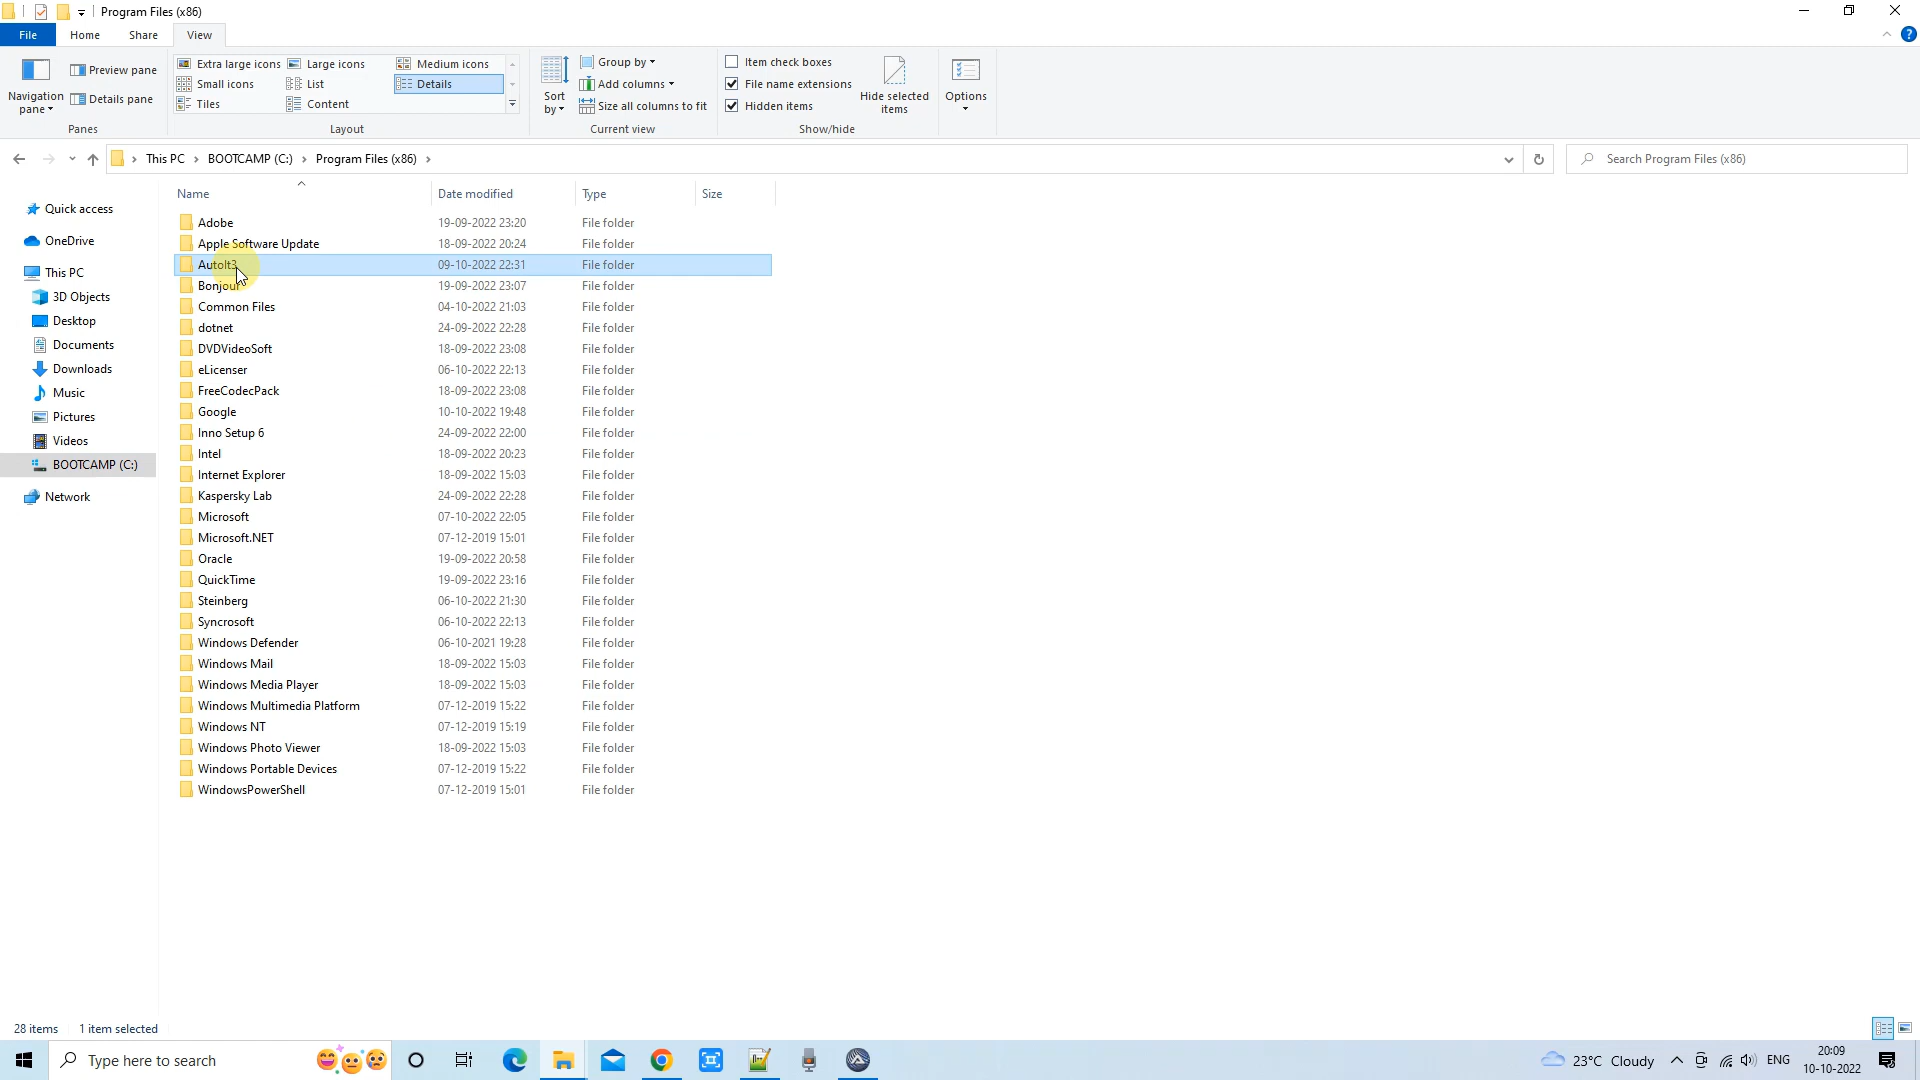 Program Files (x86)
File Home Share View
Navigation pane
Preview pane
Details pane
Panes
Extra large icons Large icons Medium icons
Small icons List Details
Tiles Content
Layout
Sort by
Group by
Add columns
Size all columns to fit
Current view
Item check boxes
File name extensions
Hidden items
Hide selected items
Show/hide
Options
This PC > BOOTCAMP (C:) > Program Files (x86) >
Search Program Files (x86)
Quick access
OneDrive
This PC
3D Objects
Desktop
Documents
Downloads
Music
Pictures
Videos
BOOTCAMP (C:)
Network
Name Date modified Type Size
Adobe 19-09-2022 23:20 File folder
Apple Software Update 18-09-2022 20:24 File folder
AutoIt3 09-10-2022 22:31 File folder
Bonjour 19-09-2022 23:07 File folder
Common Files 04-10-2022 21:03 File folder
dotnet 24-09-2022 22:28 File folder
DVDVideoSoft 18-09-2022 23:08 File folder
eLicenser 06-10-2022 22:13 File folder
FreeCodecPack 18-09-2022 23:08 File folder
Google 10-10-2022 19:48 File folder
Inno Setup 6 24-09-2022 22:00 File folder
Intel 18-09-2022 20:23 File folder
Internet Explorer 18-09-2022 15:03 File folder
Kaspersky Lab 24-09-2022 22:28 File folder
Microsoft 07-10-2022 22:05 File folder
Microsoft.NET 07-12-2019 15:01 File folder
Oracle 19-09-2022 20:58 File folder
QuickTime 19-09-2022 23:16 File folder
Steinberg 06-10-2022 21:30 File folder
Syncrosoft 06-10-2022 22:13 File folder
Windows Defender 06-10-2021 19:28 File folder
Windows Mail 18-09-2022 15:03 File folder
Windows Media Player 18-09-2022 15:03 File folder
Windows Multimedia Platform 07-12-2019 15:22 File folder
Windows NT 07-12-2019 15:19 File folder
Windows Photo Viewer 18-09-2022 15:03 File folder
Windows Portable Devices 07-12-2019 15:22 File folder
WindowsPowerShell 07-12-2019 15:01 File folder
28 items 1 item selected
Type here to search
23°C Cloudy
ENG
20:09
10-10-2022